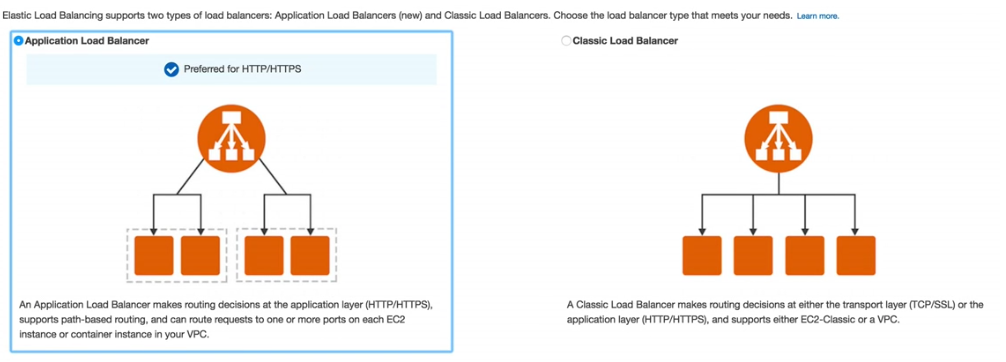 Elastic Load Balancing supports two types of load balancers: Application Load Balancers (new) and Classic Load Balancers. Choose the load balancer type that meets your needs. Learn more.
Application Load Balancer
Preferred for HTTP/HTTPS
An Application Load Balancer makes routing decisions at the application layer (HTTP/HTTPS),
supports path-based routing, and can route requests to one or more ports on each EC2
instance or container instance in your VPC.
Classic Load Balancer
A Classic Load Balancer makes routing decisions at either the transport layer (TCP/SSL) or the
application layer (HTTP/HTTPS), and supports either EC2-Classic or a VPC.